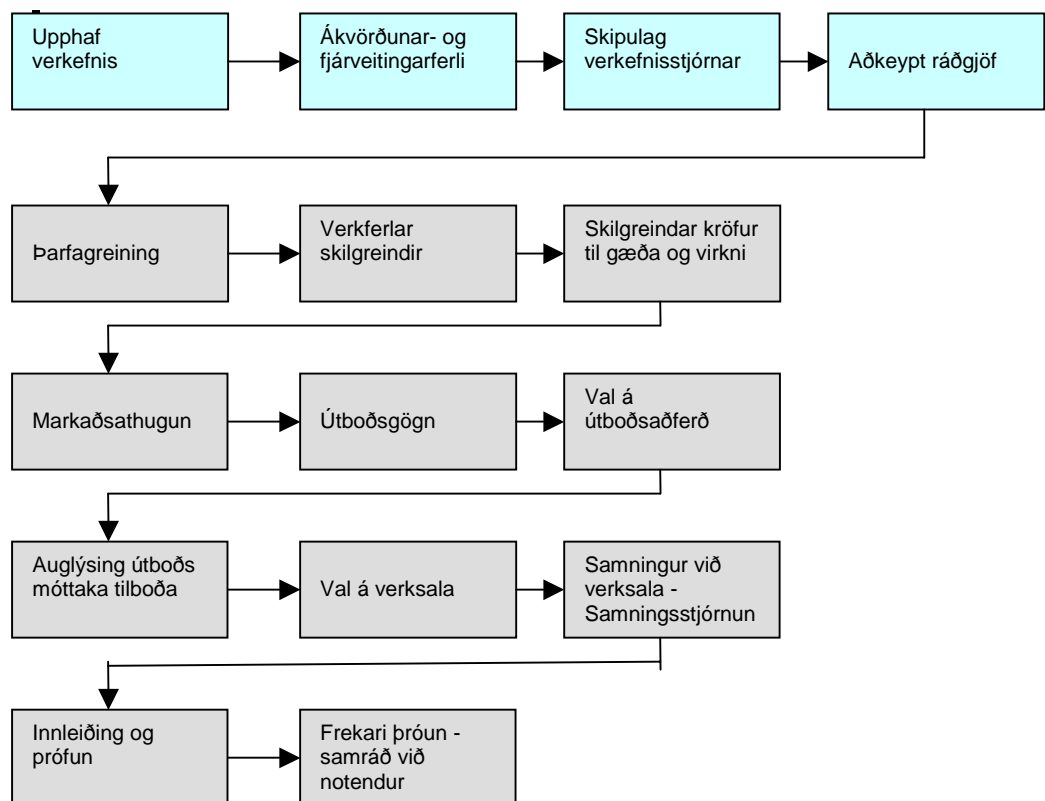 Upphaf
verkefnis
Ákvörðunar- og
fjárveitingarferli
Skipulag
verkefnisstjórnar
Aðkeypt ráðgjöf
Þarfagreining
Verkferlar
skilgreindir
Skilgreindar kröfur
til gæða og virkni
Markaðsathugun
Útboðsgögn
Val á
útboðsaðferð
Auglýsing útboðs
móttaka tilboða
Val á verksala
Samningur við
verksala -
Samningsstjórnun
Innleiðing og
prófun
Frekari þróun -
samráð við
notendur